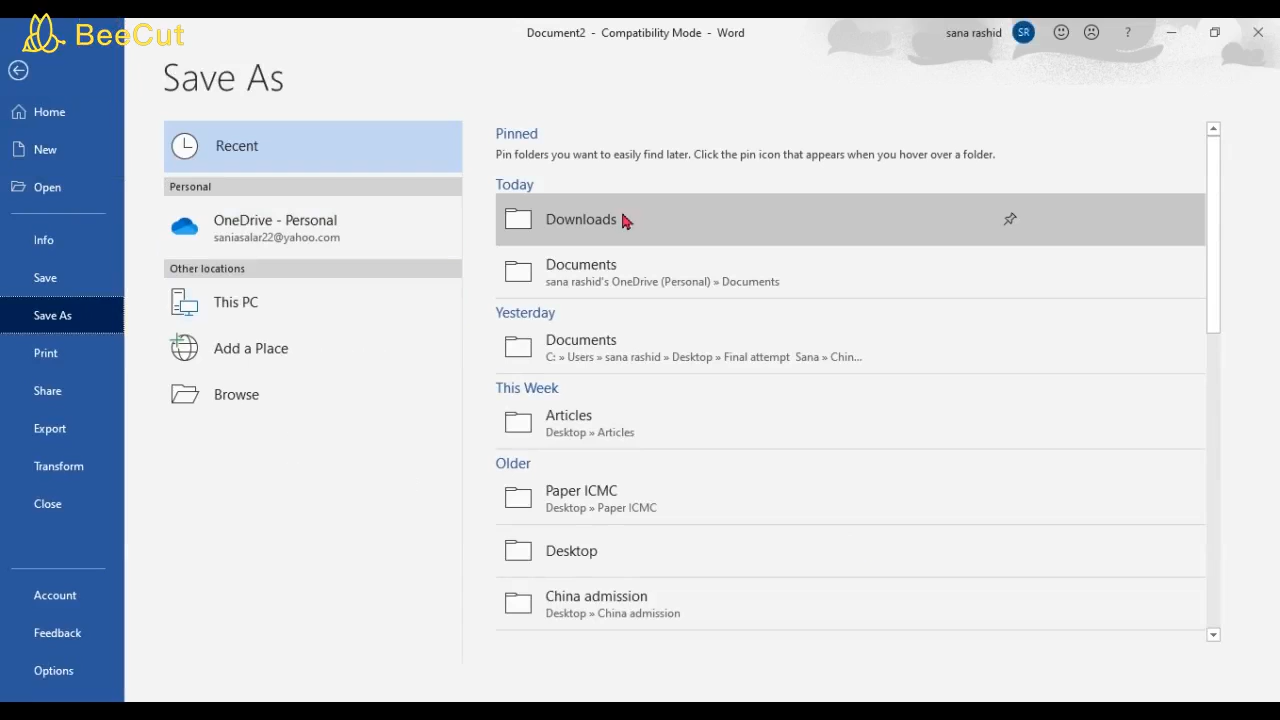 BeeCut
Document2 - Compatibility Mode - Word
sana rashid
SR
?
Save As
Home
New
Open
Info
Save
Save As
Print
Share
Export
Transform
Close
Account
Feedback
Options
Recent
Personal
OneDrive - Personal
saniasalar22@yahoo.com
Other locations
This PC
Add a Place
Browse
Pinned
Pin folders you want to easily find later. Click the pin icon that appears when you hover over a folder.
Today
Downloads
Documents
sana rashid's OneDrive (Personal) » Documents
Yesterday
Documents
C: » Users » sana rashid » Desktop » Final attempt Sana » Chin...
This Week
Articles
Desktop » Articles
Older
Paper ICMC
Desktop » Paper ICMC
Desktop
China admission
Desktop » China admission